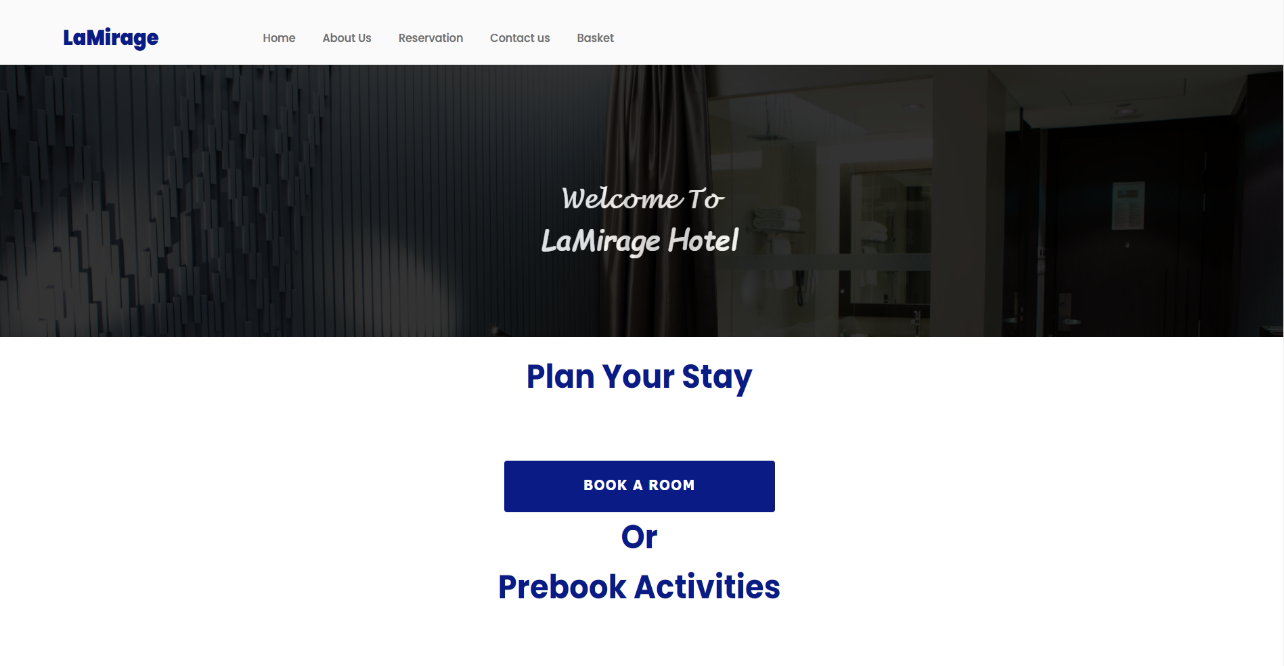 LaMirage
Home About Us Reservation Contact us Basket
Welcome To
LaMirage Hotel
Plan Your Stay
BOOK A ROOM
Or
Prebook Activities